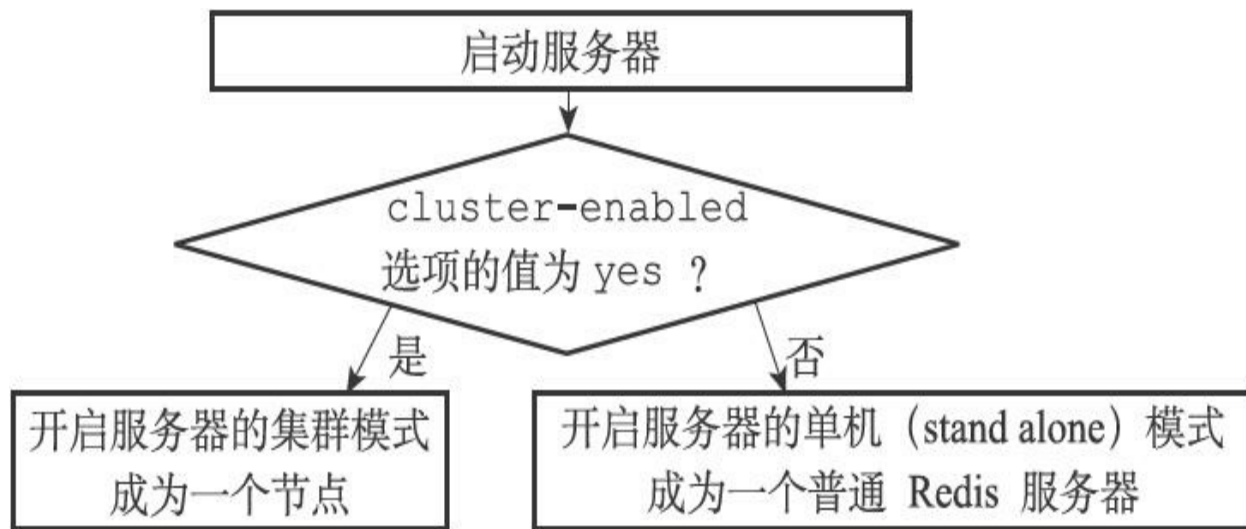 启动服务器
cluster-enabled
选项的值为 yes ?
是
否
开启服务器的集群模式
成为一个节点
开启服务器的单机（stand alone）模式
成为一个普通 Redis 服务器